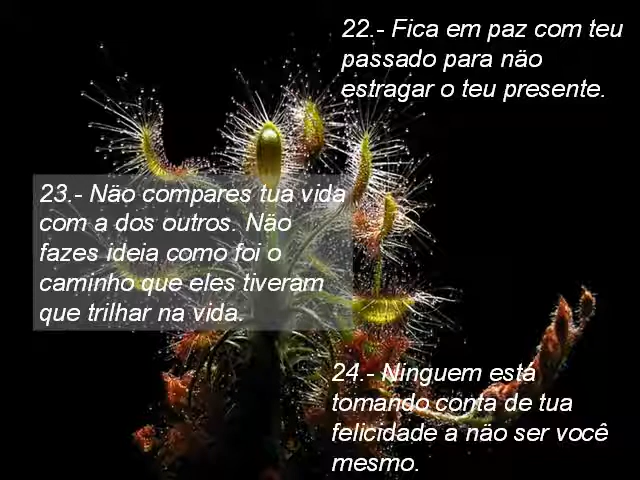 22.- Fica em paz com teu
passado para não
estragar o teu presente.
23.- Não compares tua vida
com a dos outros. Não
fazes ideia como foi o
caminho que eles tiveram
que trilhar na vida.
24.- Ninguem está
tomando conta de tua
felicidade a não ser você
mesmo.